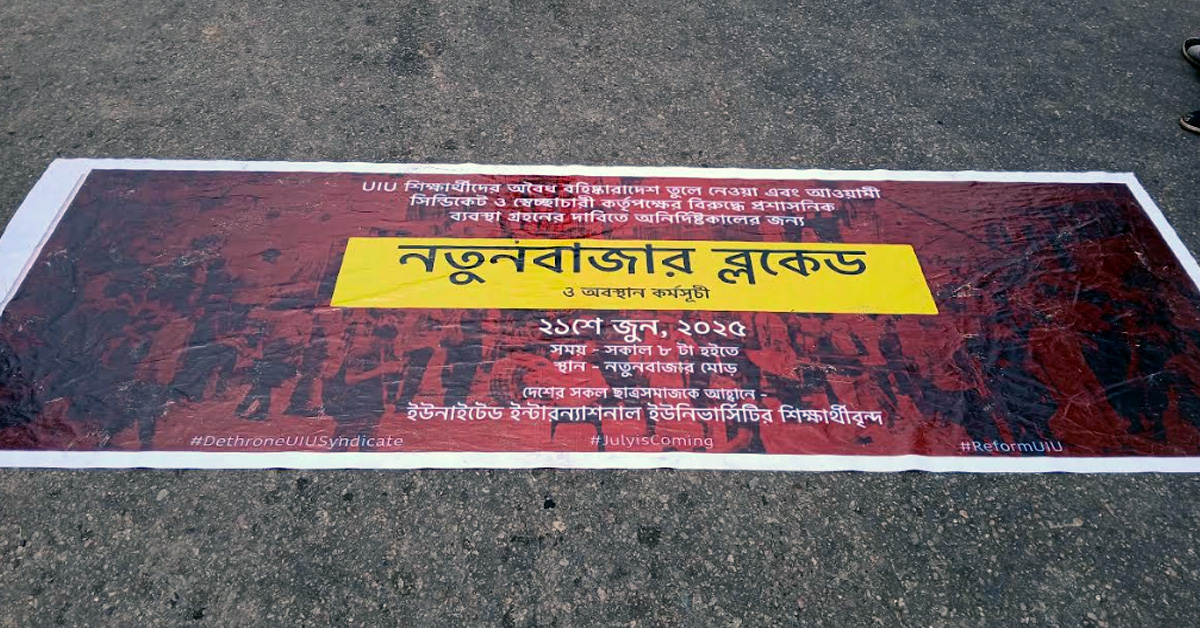 UIU শিক্ষার্থীদের অবৈধ বহিষ্কারাদেশ তুলে নেওয়া এবং আওয়ামী
সিন্ডিকেট ও স্বেচ্ছাচারী কর্তৃপক্ষের বিরুদ্ধে প্রশাসনিক
ব্যবস্থা গ্রহনের দাবিতে অনির্দিষ্টকালের জন্য
নতুনবাজার ব্লকেড
ও অবস্থান কর্মসূচী
২১শে জুন, ২০২৫
সময় - সকাল ৮ টা হইতে
স্থান - নতুনবাজার মোড়
দেশের সকল ছাত্রসমাজকে আহ্বানে -
ইউনাইটেড ইন্টারন্যাশনাল ইউনিভার্সিটির শিক্ষার্থীবৃন্দ
#DethroneUIUSyndicate #JulyisComing #ReformUIU